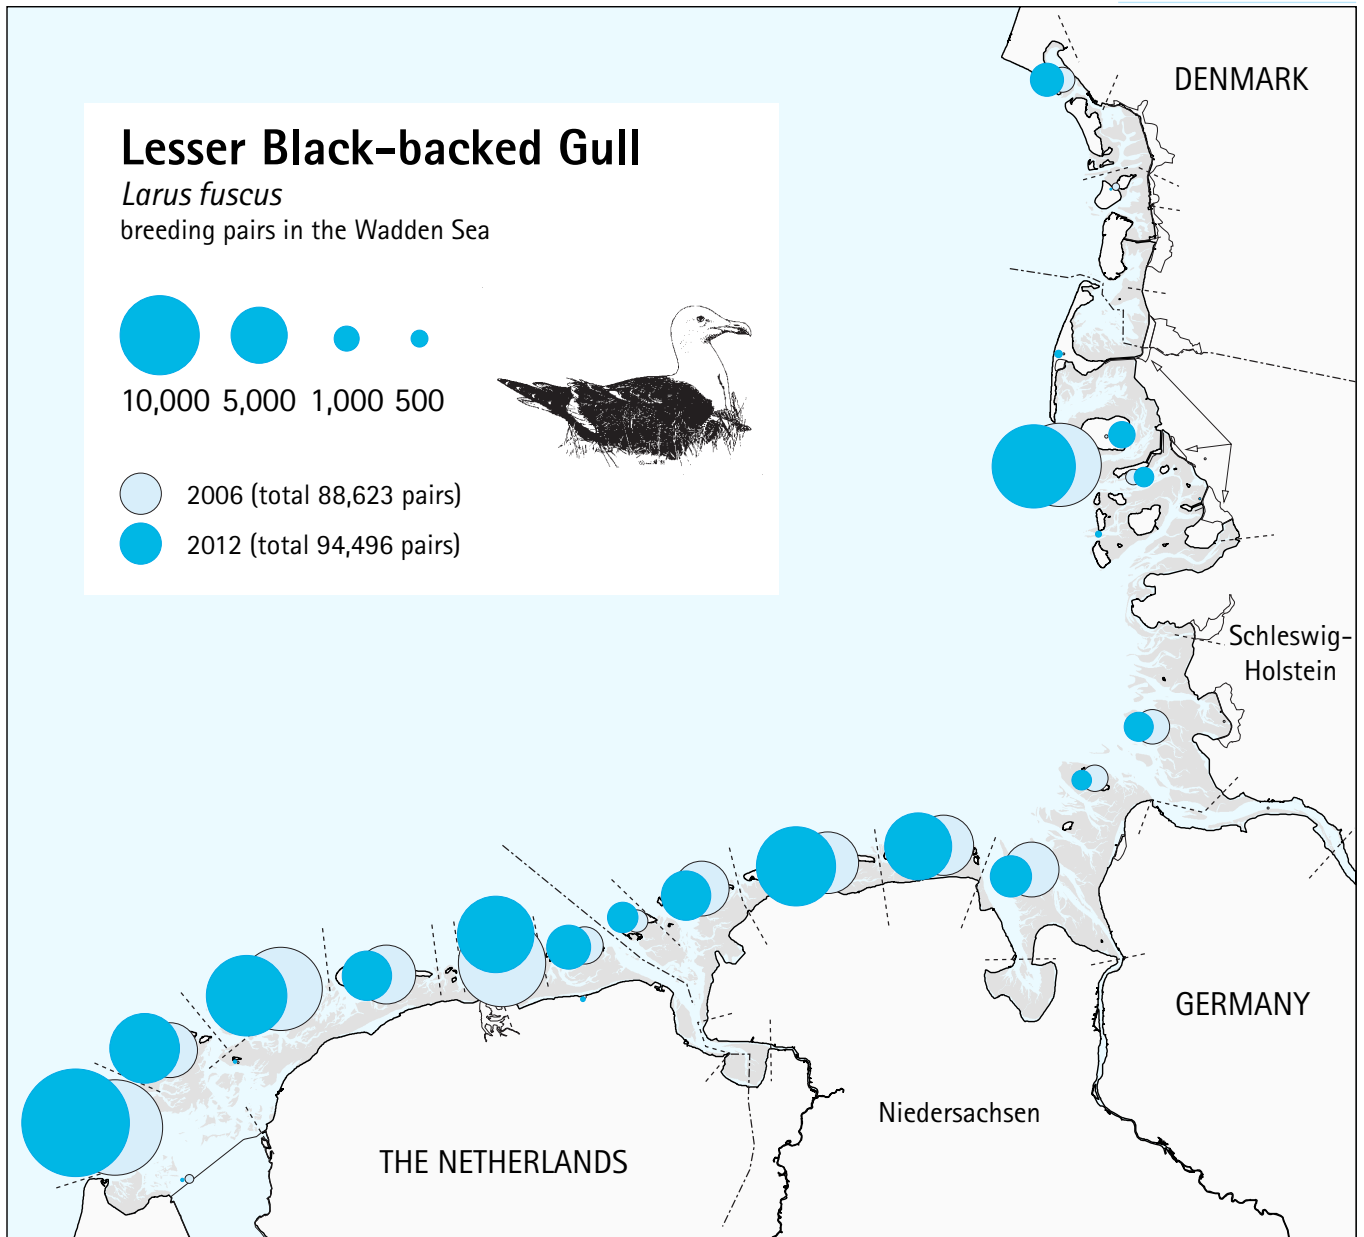 DENMARK
Lesser Black-backed Gull
Larus fuscus
breeding pairs in the Wadden Sea
10,000 5,000 1,000 500
2006 (total 88,623 pairs)
2012 (total 94,496 pairs)
Schleswig-
Holstein
GERMANY
Niedersachsen
THE NETHERLANDS